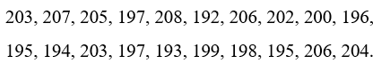 203, 207, 205, 197, 208, 192, 206, 202, 200, 196,
195, 194, 203, 197, 193, 199, 198, 195, 206, 204.